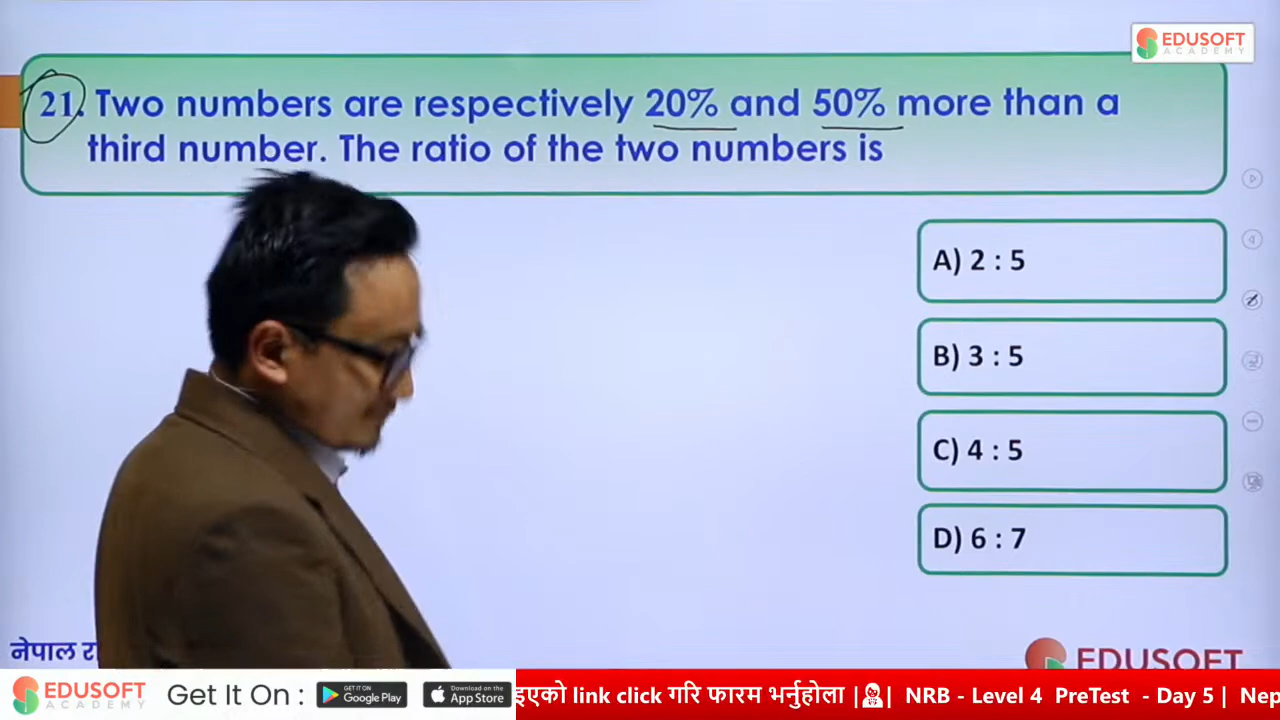 EDUSOFT
ACADEMY
21. Two numbers are respectively 20% and 50% more than a
third number. The ratio of the two numbers is
A) 2 : 5
B) 3 : 5
C) 4 : 5
D) 6 : 7
नेपाल
EDUSOFT
EDUSOFT
ACADEMY
Get It On :
GET IT ON
Google Play
Download on the
App Store
इएको link click गरि फारम भर्नुहोला | | NRB - Level 4 PreTest - Day 5 | Nep